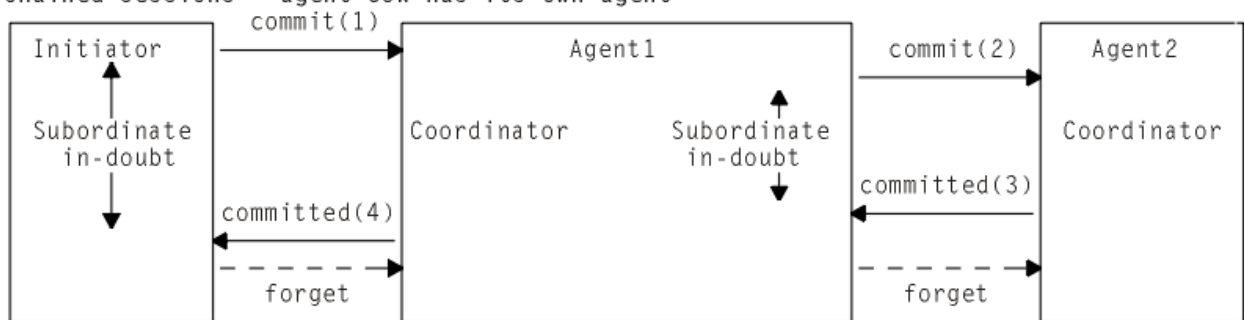 commit(1)
Initiator
Agent1
commit(2)
Agent2
Subordinate
in-doubt
Coordinator
Subordinate
in-doubt
Coordinator
committed(3)
committed(4)
forget
forget